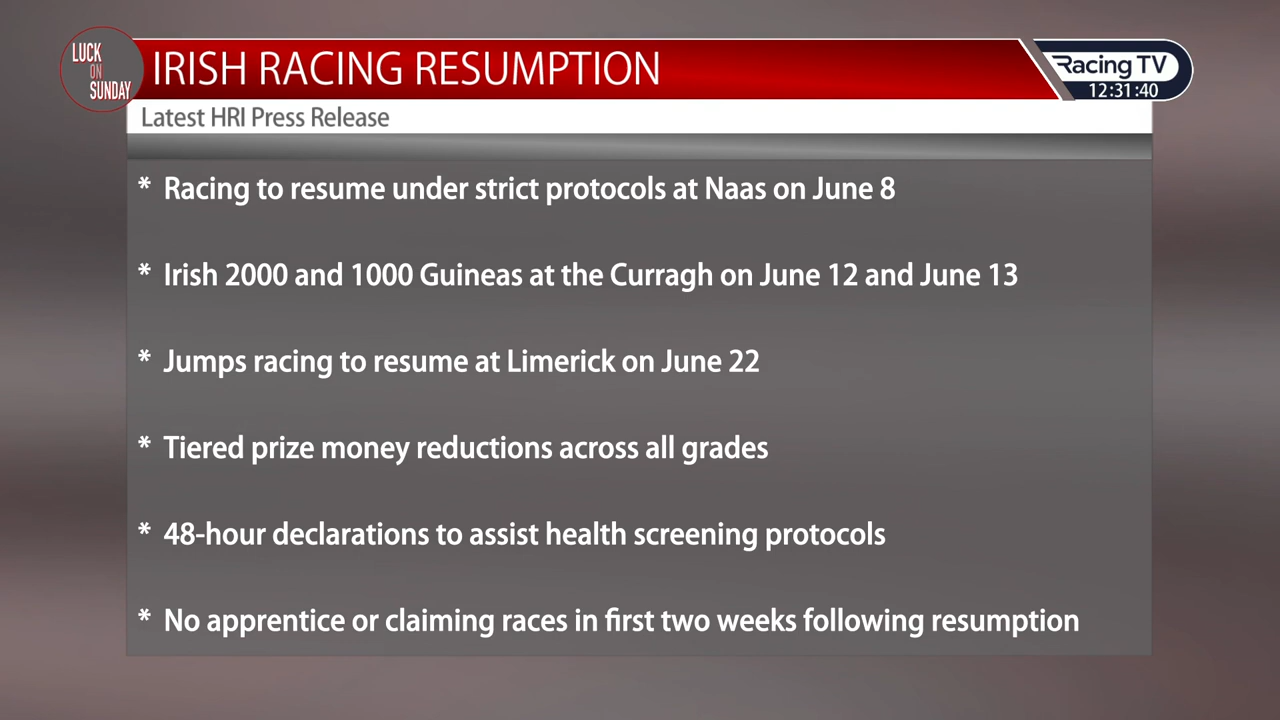 LUCK
ON
SUNDAY
IRISH RACING RESUMPTION
Racing TV
12:31:40
Latest HRI Press Release
* Racing to resume under strict protocols at Naas on June 8
* Irish 2000 and 1000 Guineas at the Curragh on June 12 and June 13
* Jumps racing to resume at Limerick on June 22
* Tiered prize money reductions across all grades
* 48-hour declarations to assist health screening protocols
* No apprentice or claiming races in first two weeks following resumption